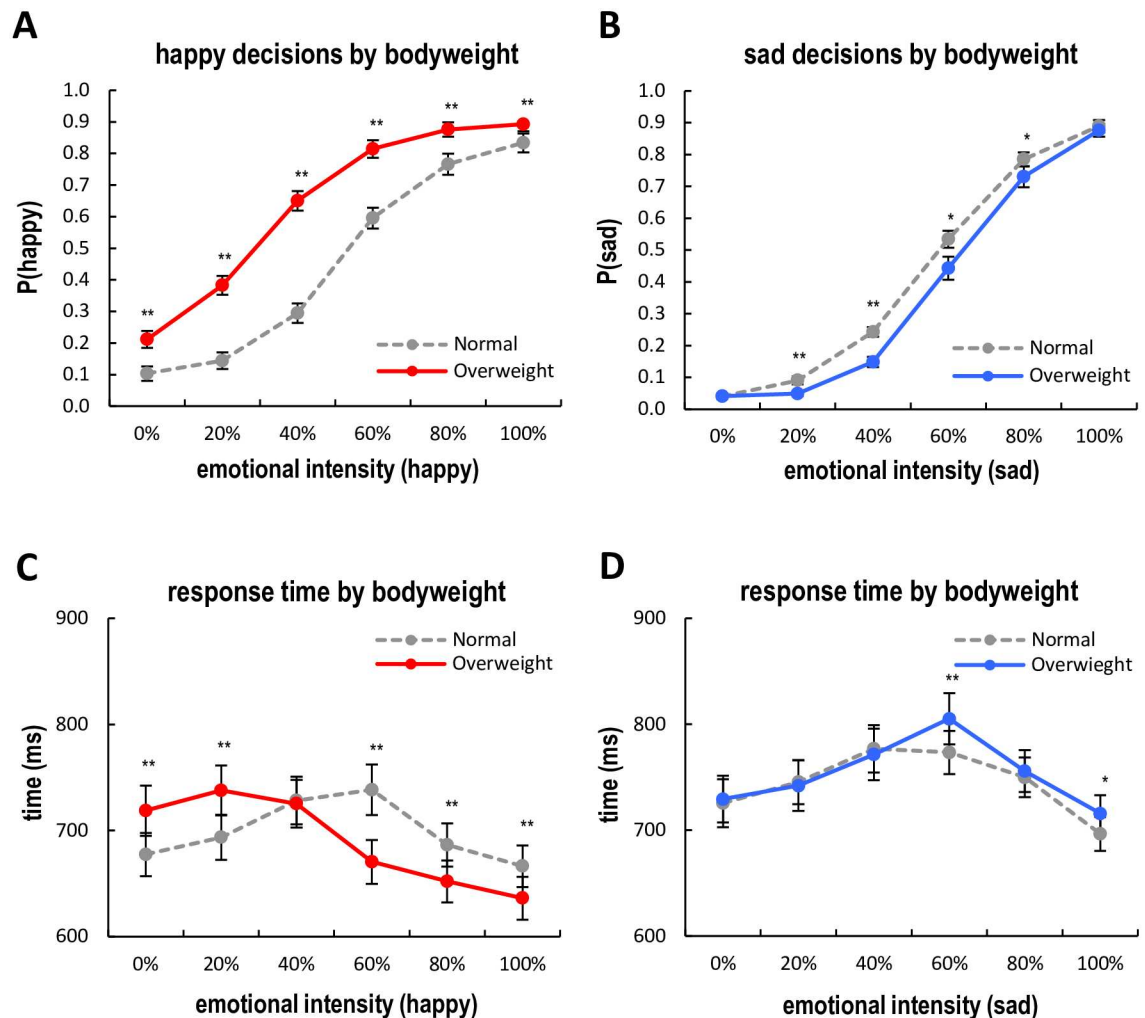 A
happy decisions by bodyweight
P(happy)
1.0
0.9
0.8
0.7
0.6
0.5
0.4
0.3
0.2
0.1
0.0
**
**
**
**
**
**
Normal
Overweight
0% 20% 40% 60% 80% 100%
emotional intensity (happy)
B
sad decisions by bodyweight
P(sad)
1.0
0.9
0.8
0.7
0.6
0.5
0.4
0.3
0.2
0.1
0.0
**
**
*
*
Normal
Overweight
0% 20% 40% 60% 80% 100%
emotional intensity (sad)
C
response time by bodyweight
time (ms)
900
800
700
600
Normal
Overweight
**
**
**
**
**
0% 20% 40% 60% 80% 100%
emotional intensity (happy)
D
response time by bodyweight
time (ms)
900
800
700
600
Normal
Overwieght
**
*
0% 20% 40% 60% 80% 100%
emotional intensity (sad)